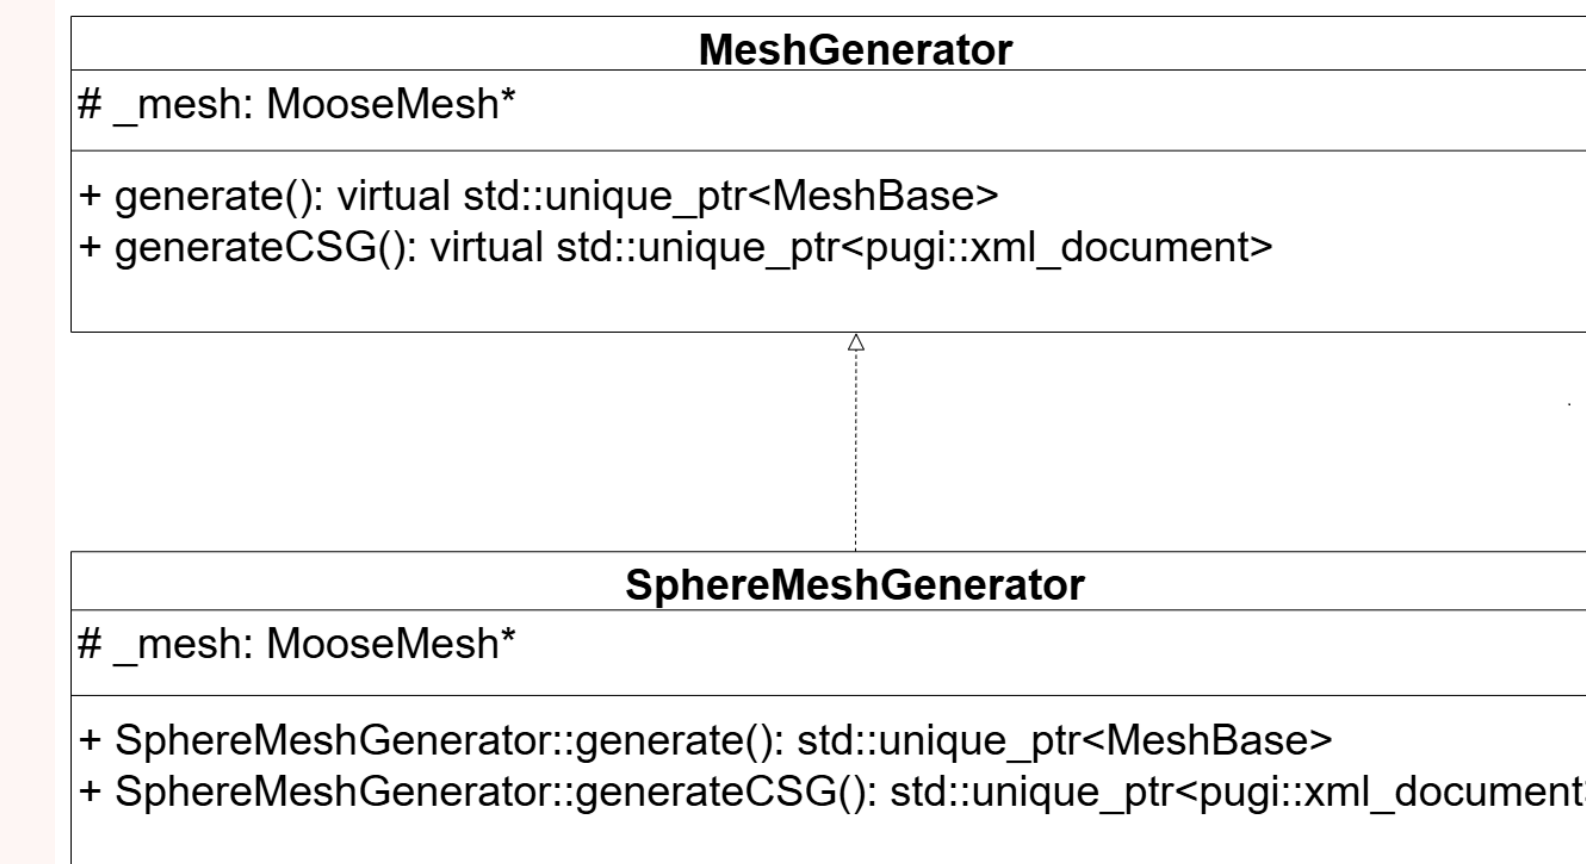 MeshGenerator
# _mesh: MooseMesh*
+ generate(): virtual std::unique_ptr<MeshBase>
+ generateCSG(): virtual std::unique_ptr<pugi::xml_document>
SphereMeshGenerator
# _mesh: MooseMesh*
+ SphereMeshGenerator::generate(): std::unique_ptr<MeshBase>
+ SphereMeshGenerator::generateCSG(): std::unique_ptr<pugi::xml_document>